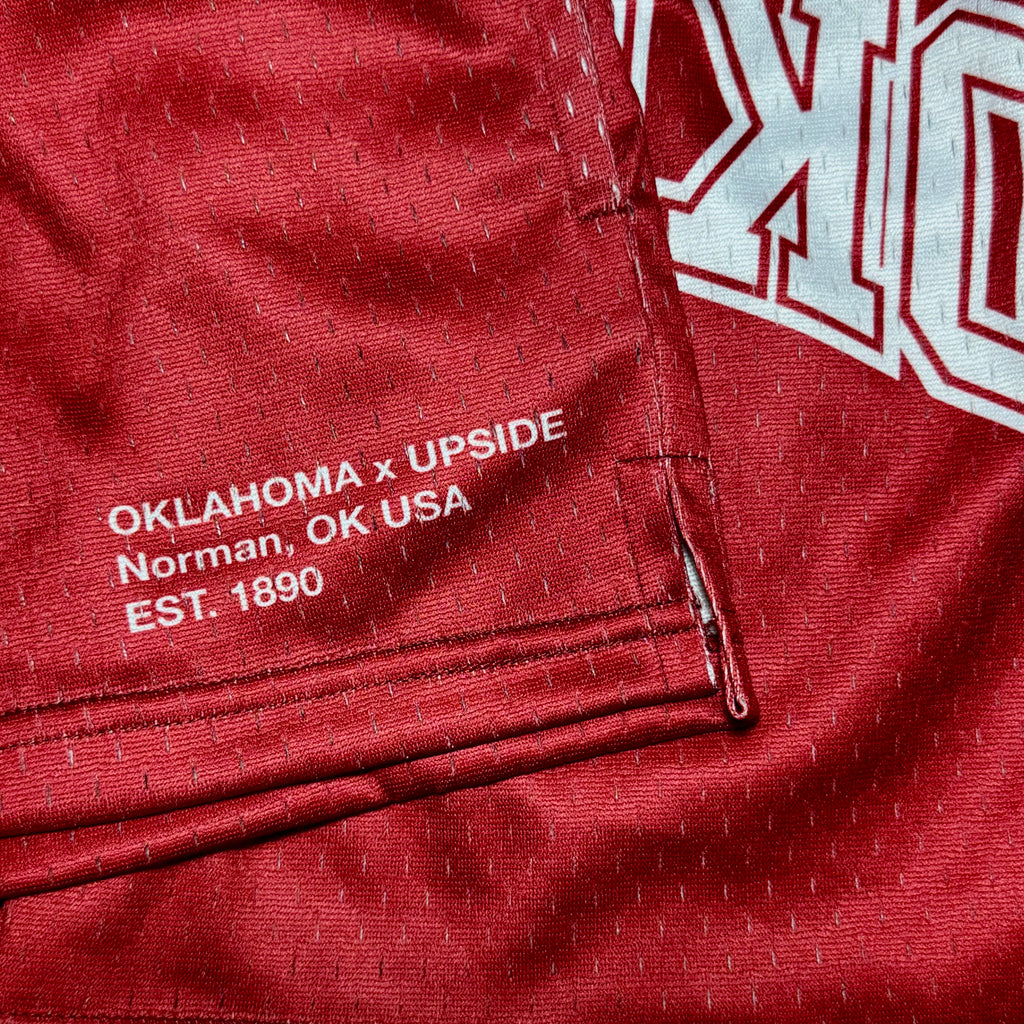 OKLAHOMA x UPSIDE
Norman, OK USA
EST. 1890